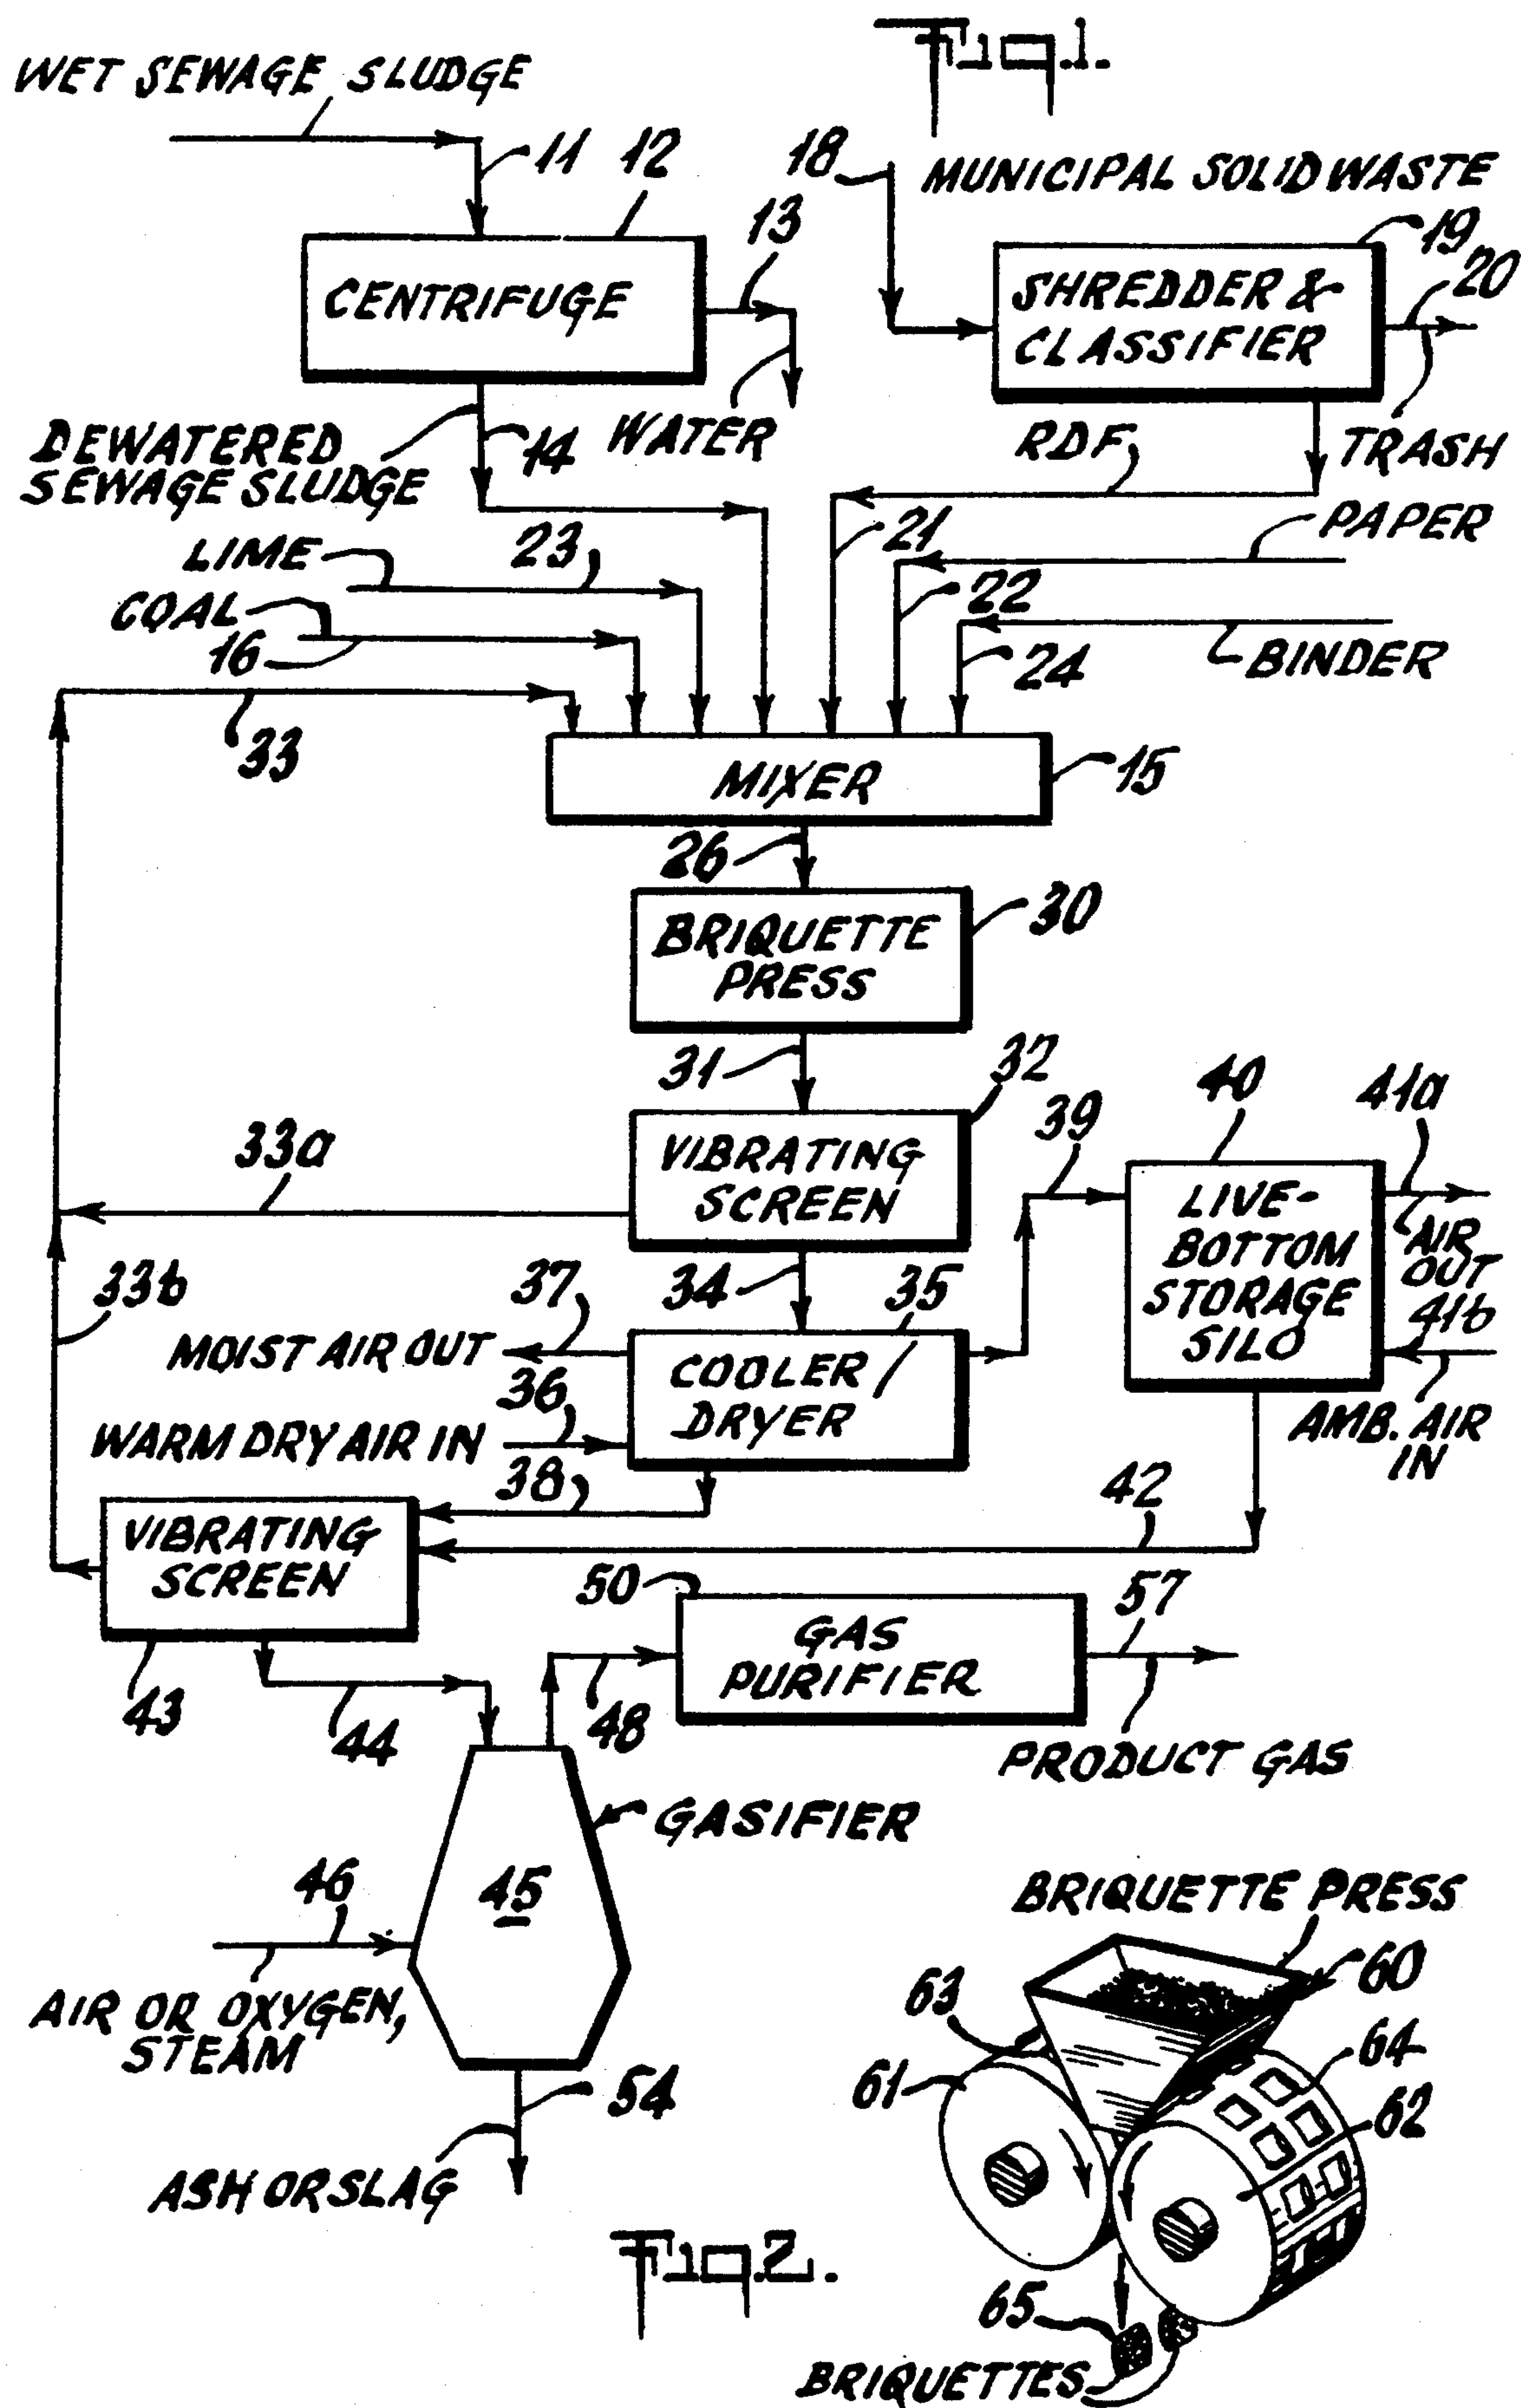 Fig.1.
WET SEWAGE SLUDGE
11
12
18
MUNICIPAL SOLID WASTE
13
19
20
CENTRIFUGE
SHREDDER &
CLASSIFIER
DEWATERED
SEWAGE SLUDGE
14
WATER
RDF
TRASH
LIME
23
21
PAPER
COAL
16
22
24
BINDER
33
MIXER
15
26
BRIQUETTE
PRESS
30
31
32
33a
VIBRATING
SCREEN
39
40
41a
LIVE-
BOTTOM
STORAGE
SILO
AIR
OUT
41b
33b
37
34
35
MOIST AIR OUT
36
COOLER/
DRYER
WARM DRY AIR IN
AMB. AIR
IN
38
42
VIBRATING
SCREEN
50
57
GAS
PURIFIER
43
44
48
PRODUCT GAS
GASIFIER
46
45
AIR OR OXYGEN,
STEAM
54
ASH OR SLAG
BRIQUETTE PRESS
63
60
61
64
62
Fig.2.
65
BRIQUETTES